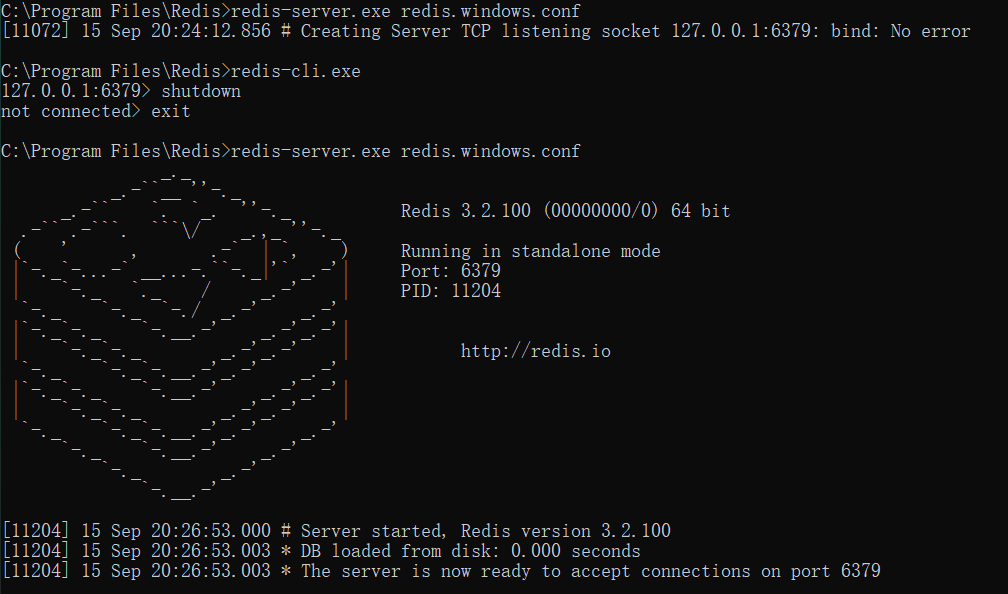 C:\Program Files\Redis>redis-server.exe redis.windows.conf
[11072] 15 Sep 20:24:12.856 # Creating Server TCP listening socket 127.0.0.1:6379: bind: No error
C:\Program Files\Redis>redis-cli.exe
127.0.0.1:6379> shutdown
not connected> exit
C:\Program Files\Redis>redis-server.exe redis.windows.conf
Redis 3.2.100 (00000000/0) 64 bit
Running in standalone mode
Port: 6379
PID: 11204
http://redis.io
[11204] 15 Sep 20:26:53.000 # Server started, Redis version 3.2.100
[11204] 15 Sep 20:26:53.003 * DB loaded from disk: 0.000 seconds
[11204] 15 Sep 20:26:53.003 * The server is now ready to accept connections on port 6379